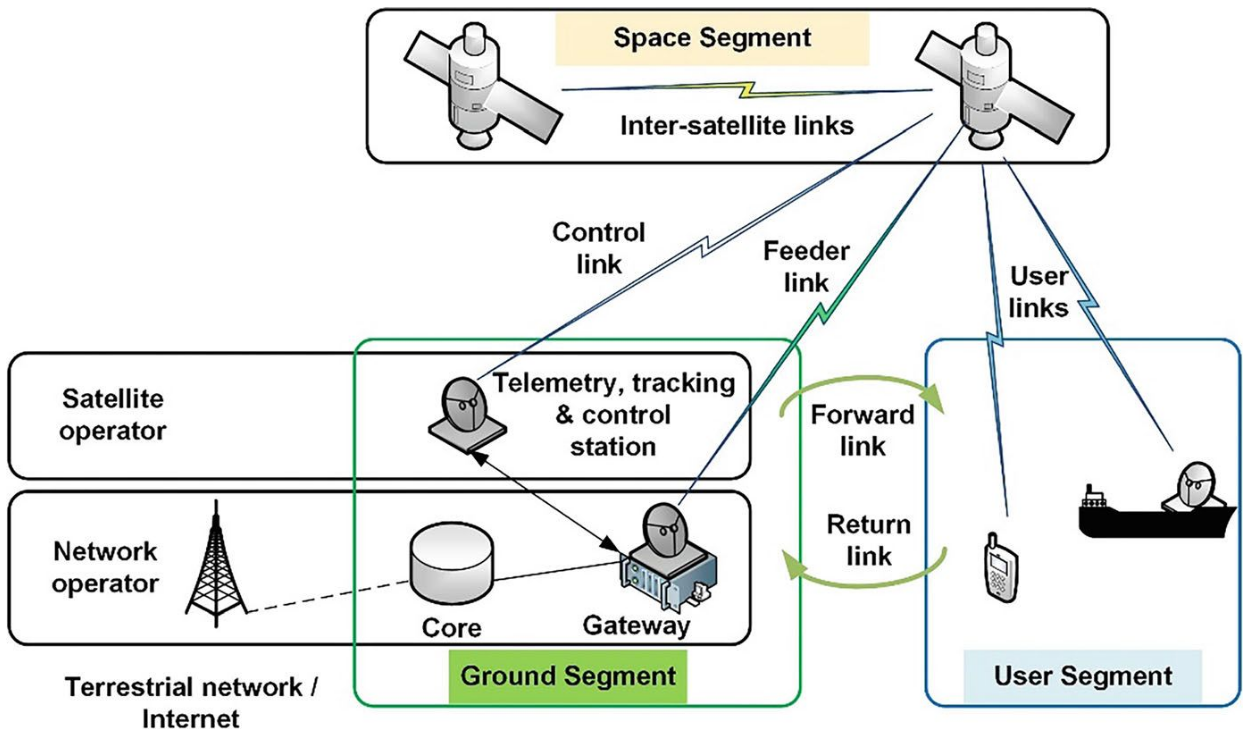 Space Segment
Inter-satellite links
Control
link
Feeder
link
User
links
Satellite
operator
Telemetry, tracking
& control
station
Forward
link
Network
operator
Return
link
Core
Gateway
Ground Segment
User Segment
Terrestrial network /
Internet